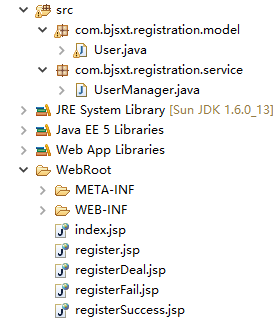 src
com.bjsxt.registration.model
User.java
com.bjsxt.registration.service
UserManager.java
JRE System Library [Sun JDK 1.6.0_13]
Java EE 5 Libraries
Web App Libraries
WebRoot
META-INF
WEB-INF
index.jsp
register.jsp
registerDeal.jsp
registerFail.jsp
registerSuccess.jsp